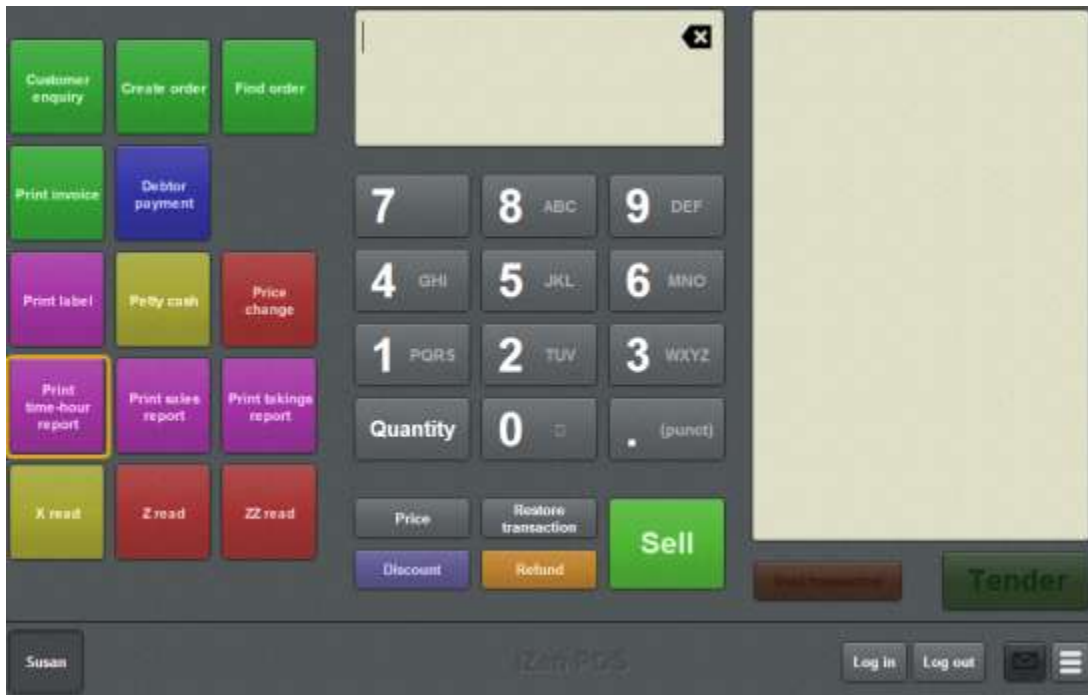 Customer
enquiry
Create order
Find order
Print invoice
Debtor
payment
Print label
Petty cash
Price
change
Print
time-hour
report
Print sales
report
Print takings
report
X read
Z read
ZZ read
7
8 ABC
9 DEF
4 GHI
5 JKL
6 MNO
1 PQRS
2 TUV
3 WXYZ
Quantity
0
. (punct)
Price
Restore
transaction
Sell
Discount
Refund
Tender
Susan
Log in
Log out